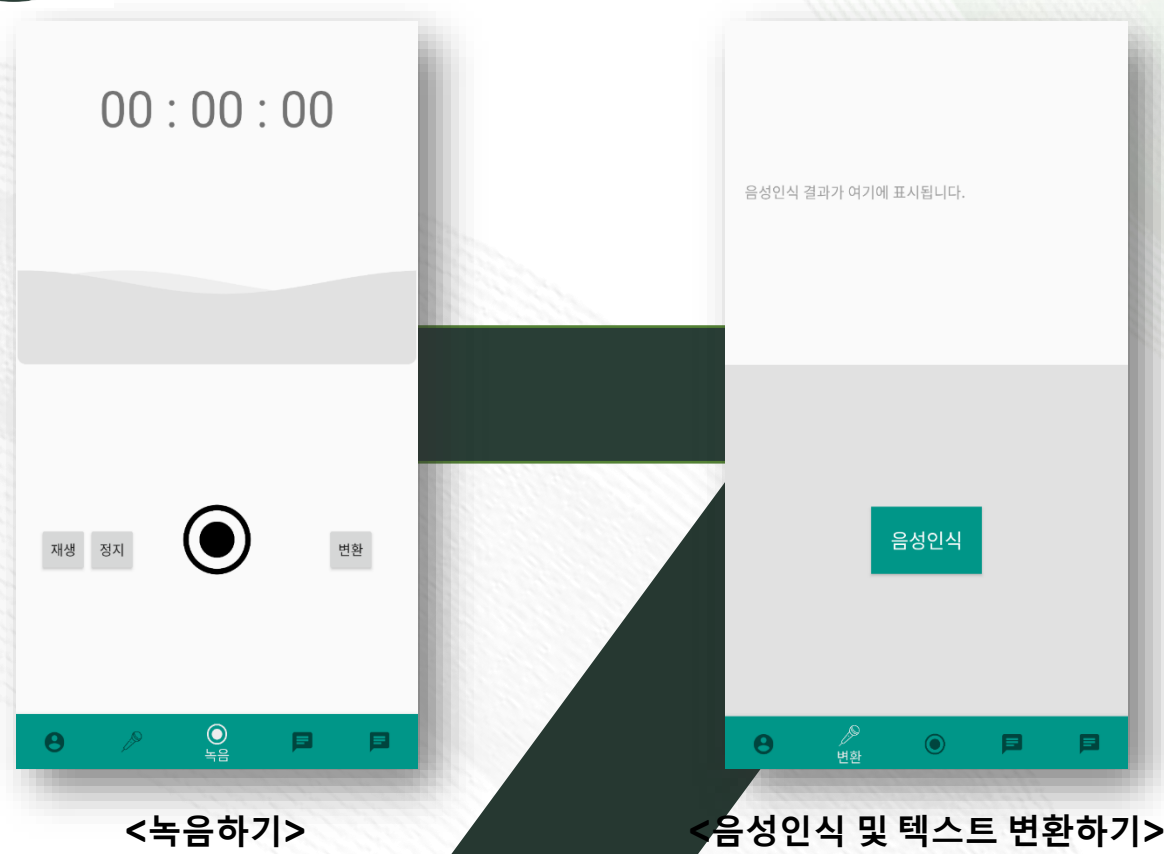 00 : 00 : 00
재생 정지 변환
녹음
<녹음하기>
음성인식 결과가 여기에 표시됩니다.
음성인식
변환
<음성인식 및 텍스트 변환하기>